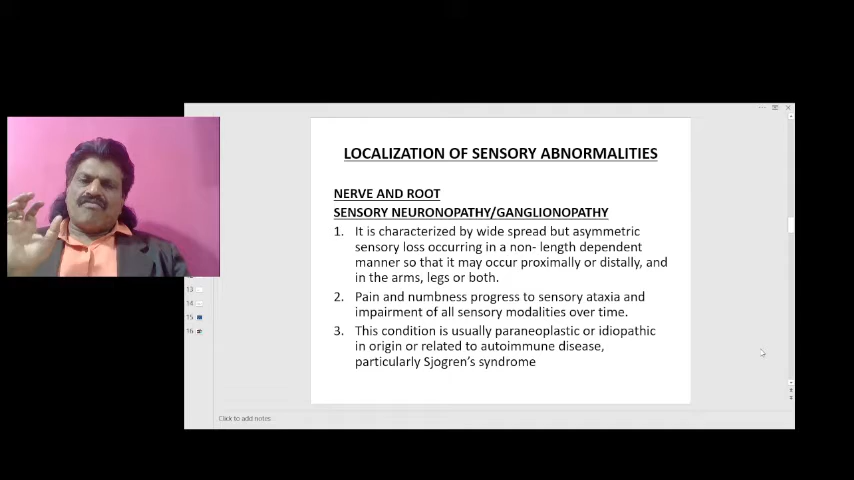 LOCALIZATION OF SENSORY ABNORMALITIES
NERVE AND ROOT
SENSORY NEURONOPATHY/GANGLIONOPATHY
1. It is characterized by wide spread but asymmetric
sensory loss occurring in a non- length dependent
manner so that it may occur proximally or distally, and
in the arms, legs or both.
2. Pain and numbness progress to sensory ataxia and
impairment of all sensory modalities over time.
3. This condition is usually paraneoplastic or idiopathic
in origin or related to autoimmune disease,
particularly Sjogren's syndrome
13
14
15
16
Click to add notes